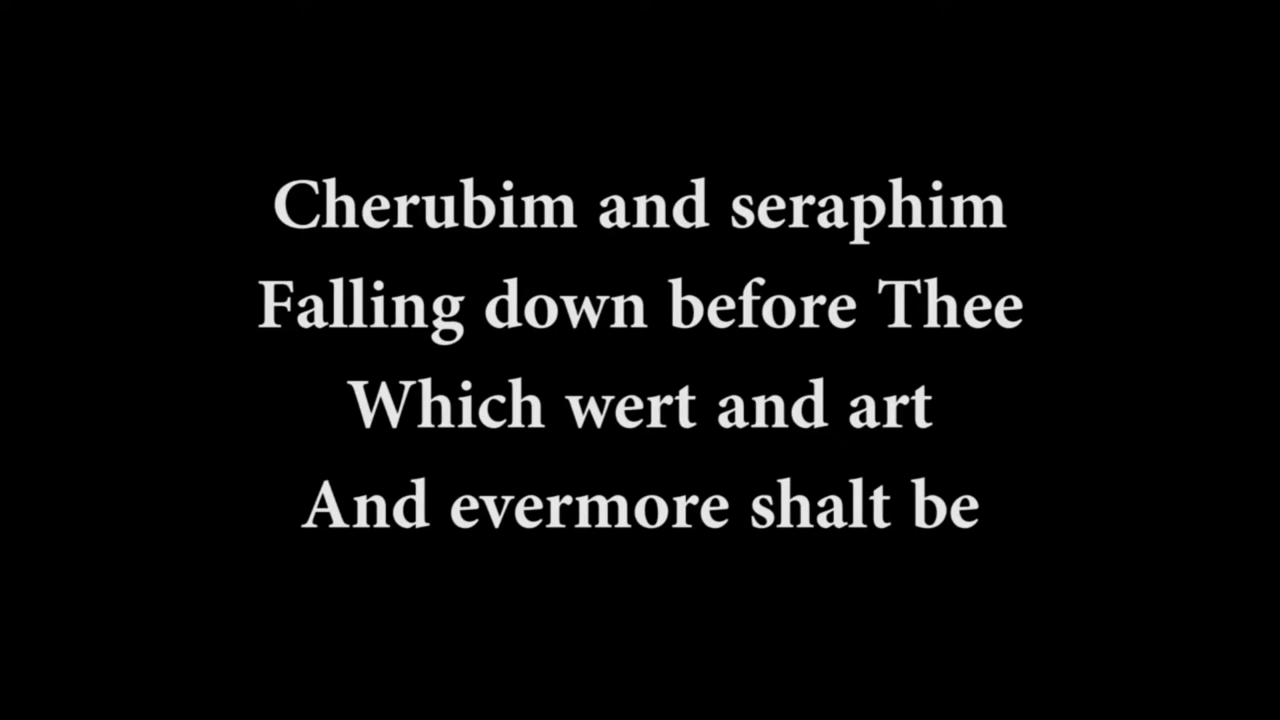 Cherubim and seraphim
Falling down before Thee
Which wert and art
And evermore shalt be